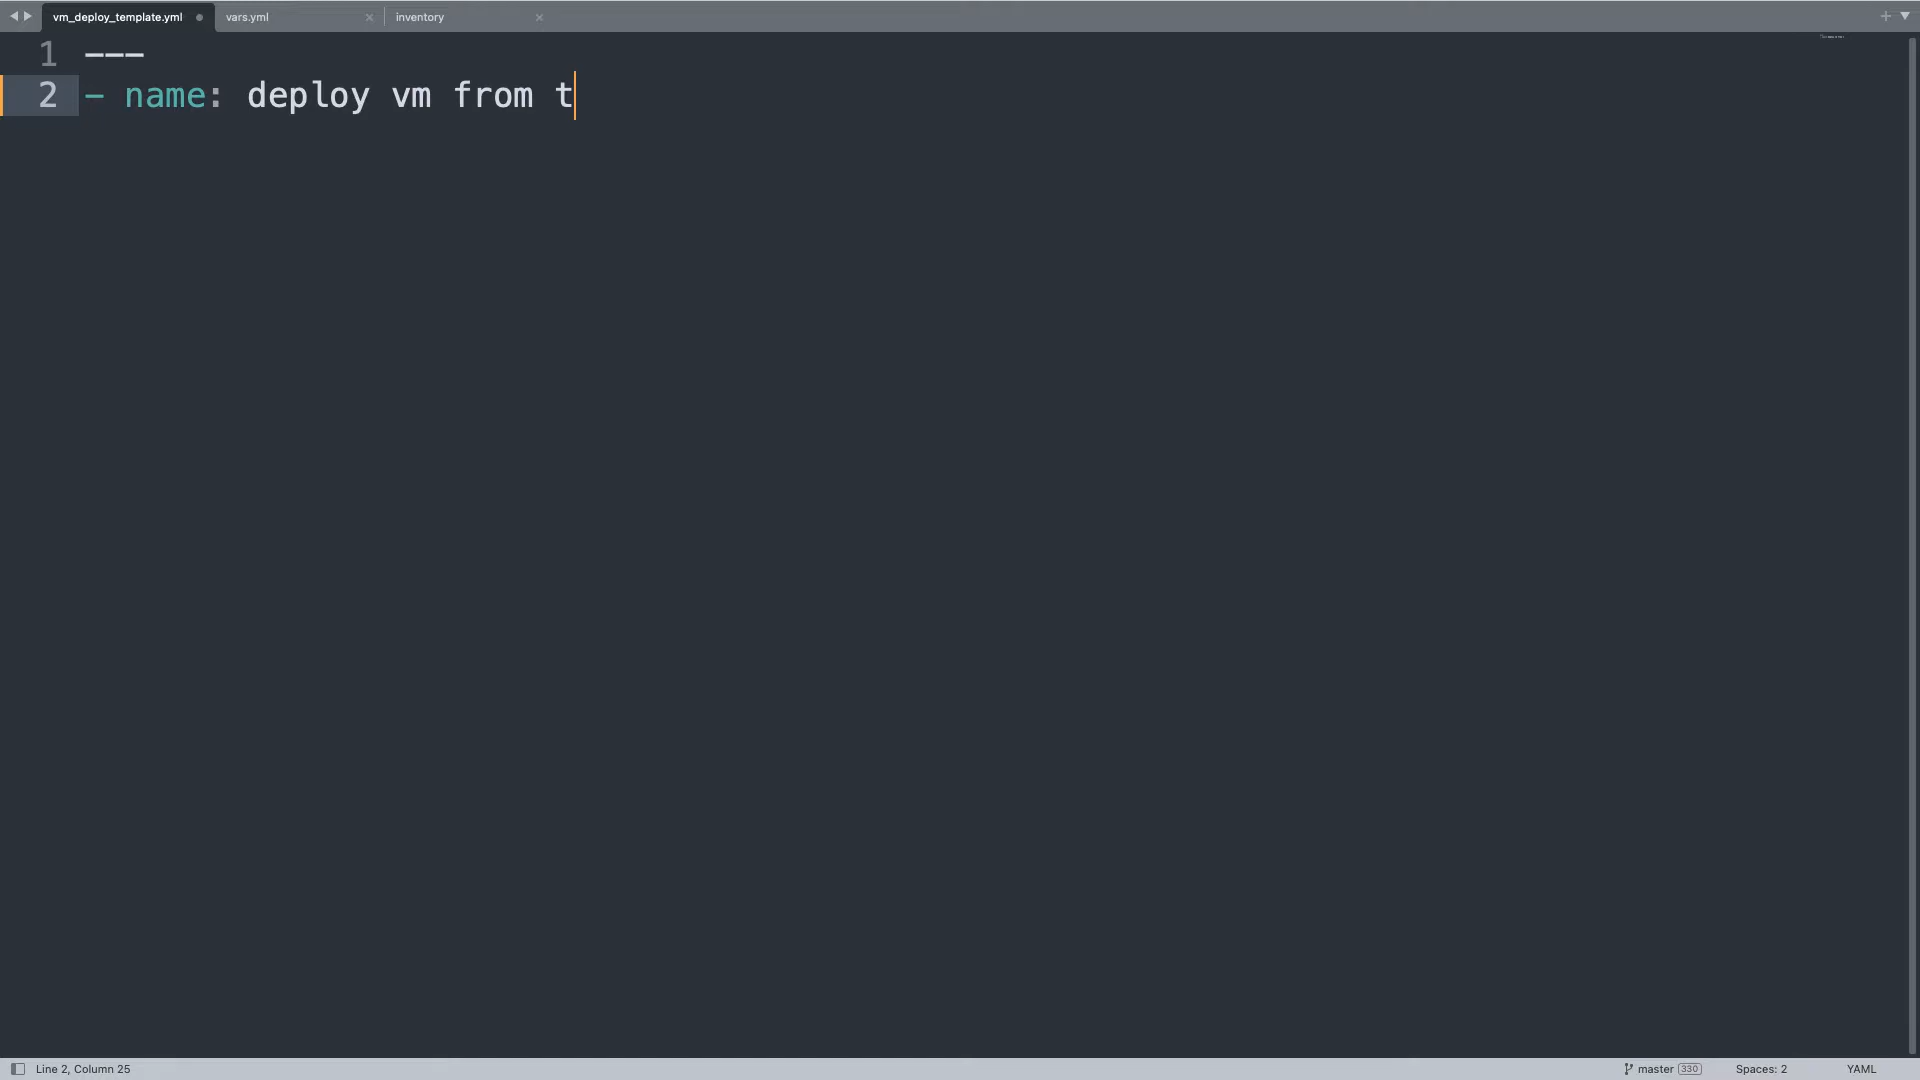 vm_deploy_template.yml vars.yml inventory
1 ---
2 - name: deploy vm from t
Line 2, Column 25 master 330 Spaces: 2 YAML